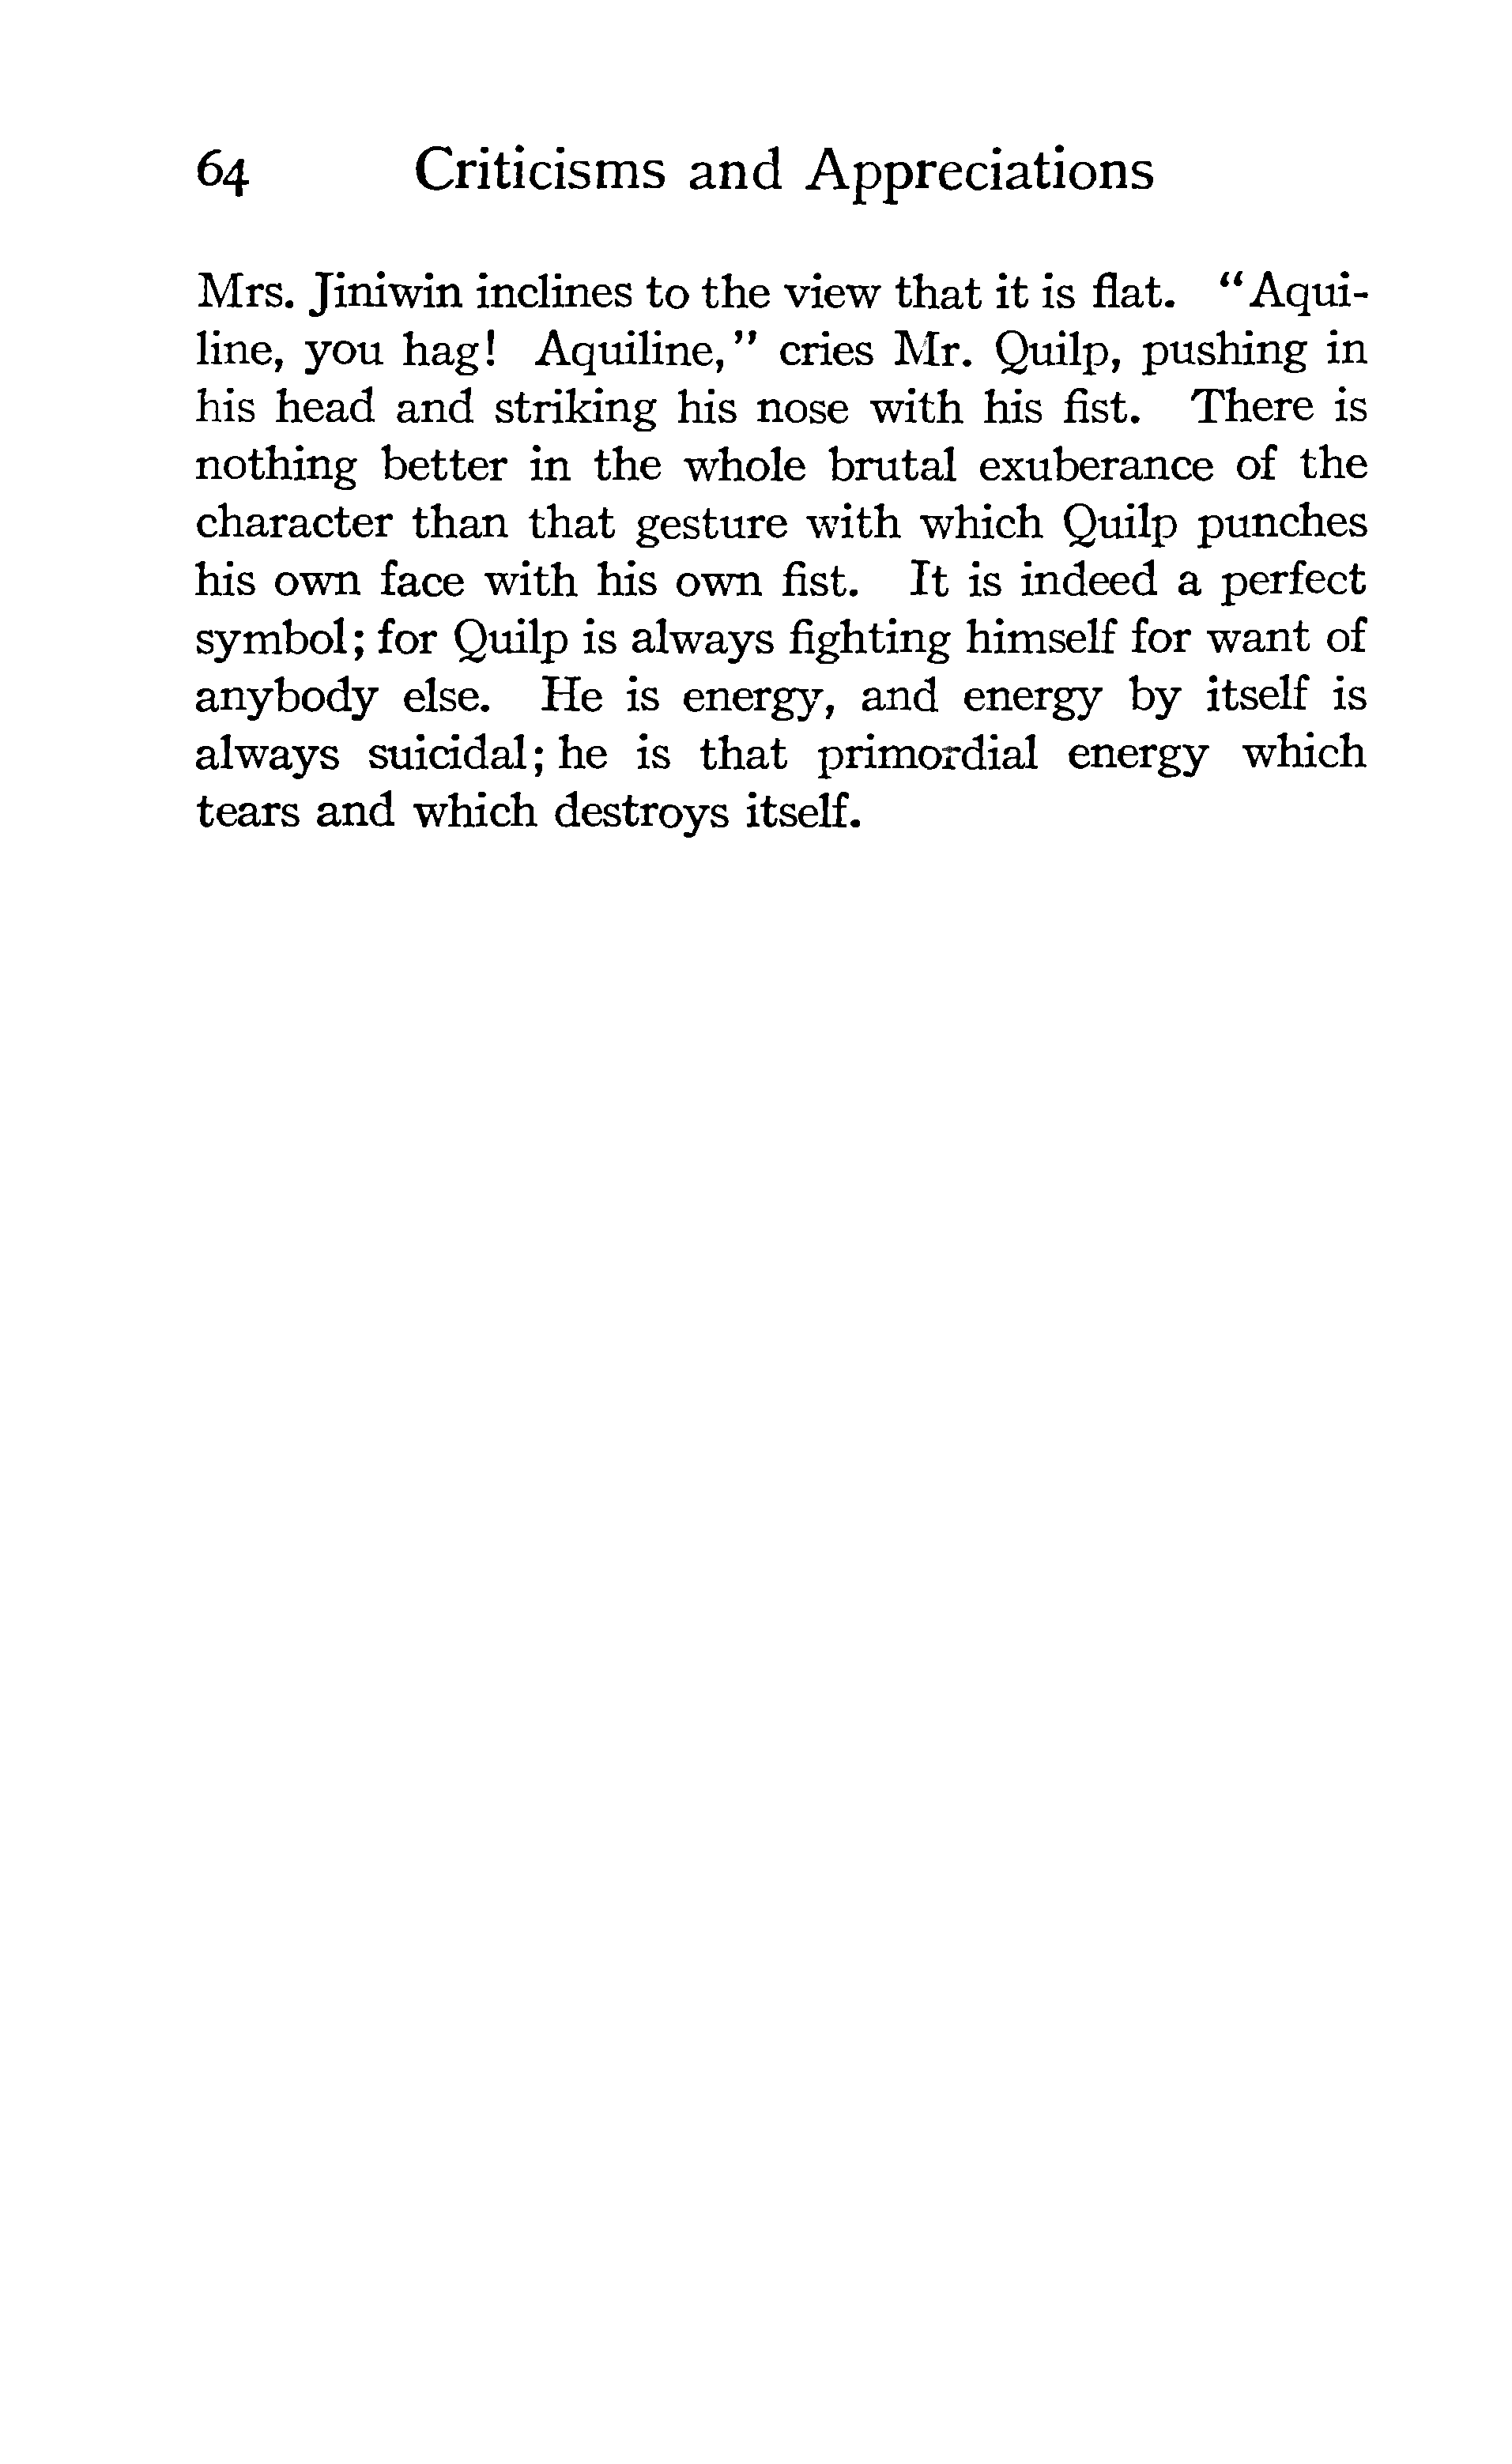 64 Criticisms and Appreciations
Mrs. Jiniwin inclines to the view that it is flat. "Aqui-
line, you hag! Aquiline," cries Mr. Quilp, pushing in
his head and striking his nose with his fist. There is
nothing better in the whole brutal exuberance of the
character than that gesture with which Quilp punches
his own face with his own fist. It is indeed a perfect
symbol; for Quilp is always fighting himself for want of
anybody else. He is energy, and energy by itself is
always suicidal; he is that primordial energy which
tears and which destroys itself.